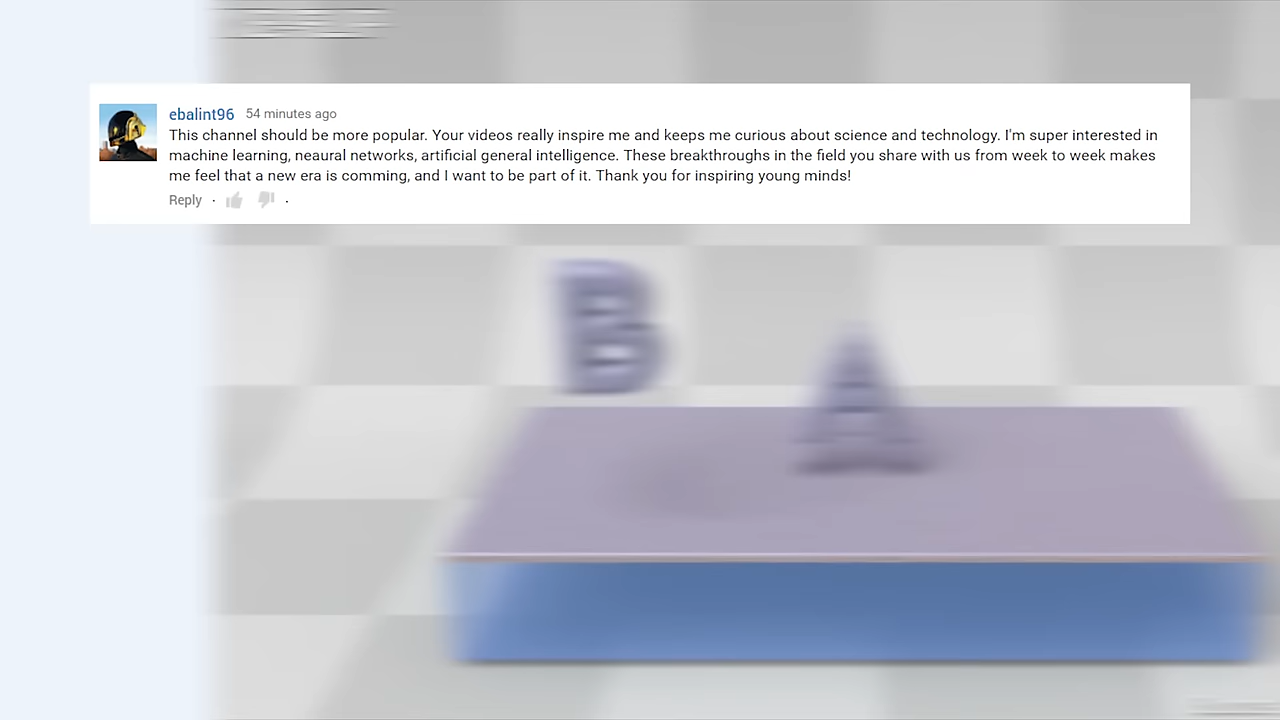 ebalint96 54 minutes ago
This channel should be more popular. Your videos really inspire me and keeps me curious about science and technology. I'm super interested in
machine learning, neaural networks, artificial general intelligence. These breakthroughs in the field you share with us from week to week makes
me feel that a new era is comming, and I want to be part of it. Thank you for inspiring young minds!
Reply · ·
B
A